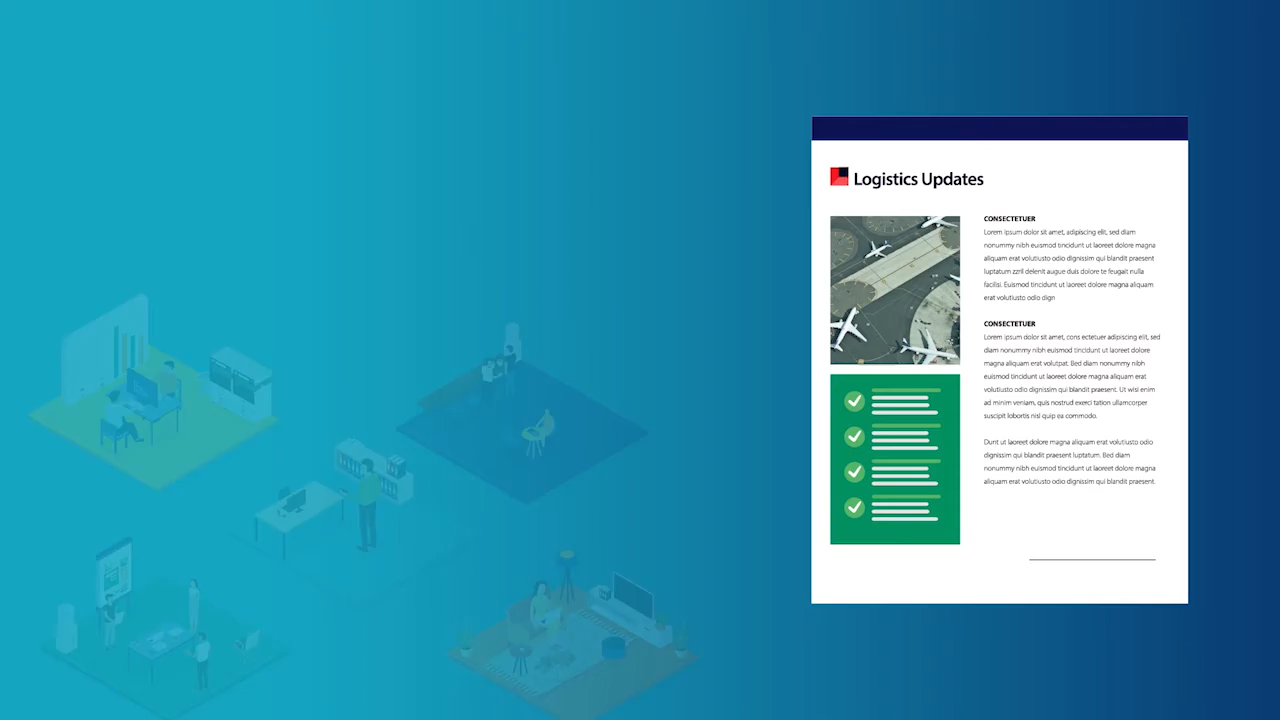 Logistics Updates
CONSECTETUER
Lorem ipsum dolor sit amet, adipiscing elit, sed diam
nonummy nibh euismod tincidunt ut laoreet dolore magna
aliquam erat volutiusto odio dignissim qui blandit praesent
luptatum zzril delenit augue duis dolore te feugait nulla
facilisi. Euismod tincidunt ut laoreet dolore magna aliquam
erat volutiusto odio dign
CONSECTETUER
Lorem ipsum dolor sit amet, cons ectetuer adipiscing elit, sed
diam nonummy nibh euismod tincidunt ut laoreet dolore
magna aliquam erat volutpat. Bed diam nonummy nibh
euismod tincidunt ut laoreet dolore magna aliquam erat
volutiusto odio dignissim qui blandit praesent. Ut wisi enim
ad minim veniam, quis nostrud exerci tation ullamcorper
suscipit lobortis nisl quip ea commodo.
Dunt ut laoreet dolore magna aliquam erat volutiusto odio
dignissim qui blandit praesent luptatum. Bed diam
nonummy nibh euismod tincidunt ut laoreet dolore magna
aliquam erat volutiusto odio dignissim qui blandit praesent.